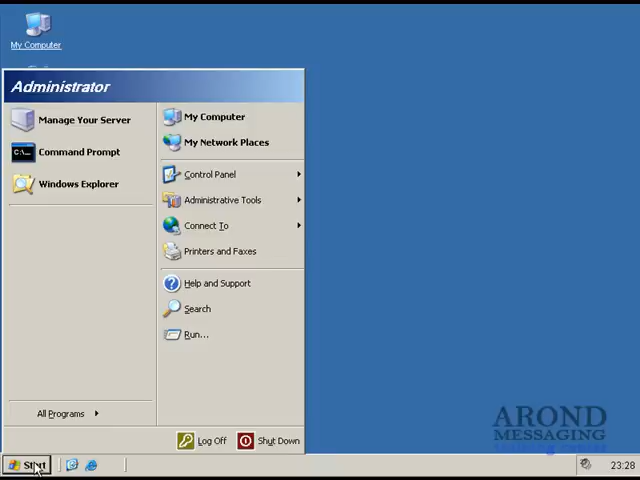 My Computer
Administrator
Manage Your Server
Command Prompt
Windows Explorer
My Computer
My Network Places
Control Panel
Administrative Tools
Connect To
Printers and Faxes
Help and Support
Search
Run...
All Programs
Log Off
Shut Down
AROND
MESSAGING
Start
23:28